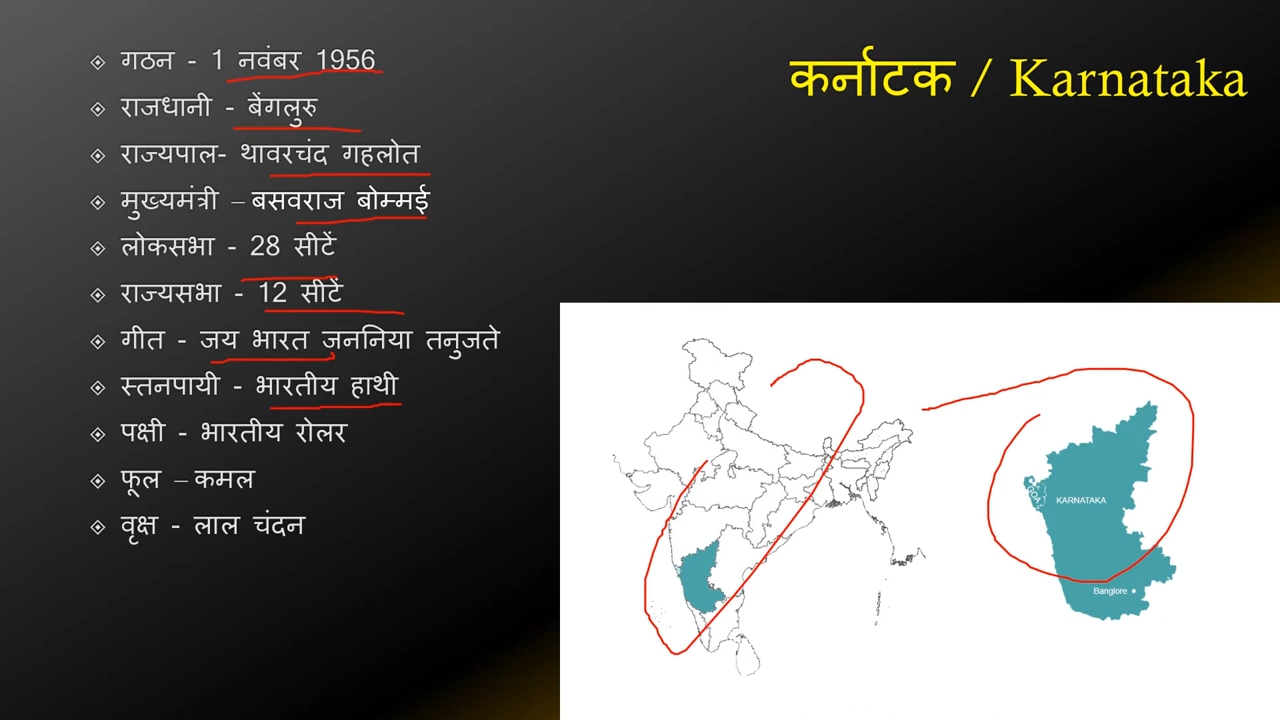 कर्नाटक / Karnataka
गठन - 1 नवंबर 1956
राजधानी - बेंगलुरु
राज्यपाल- थावरचंद गहलोत
मुख्यमंत्री – बसवराज बोम्मई
लोकसभा - 28 सीटें
राज्यसभा - 12 सीटें
गीत - जय भारत जननिया तनुजते
स्तनपायी - भारतीय हाथी
पक्षी - भारतीय रोलर
फूल – कमल
वृक्ष - लाल चंदन
GOA
KARNATAKA
Banglore